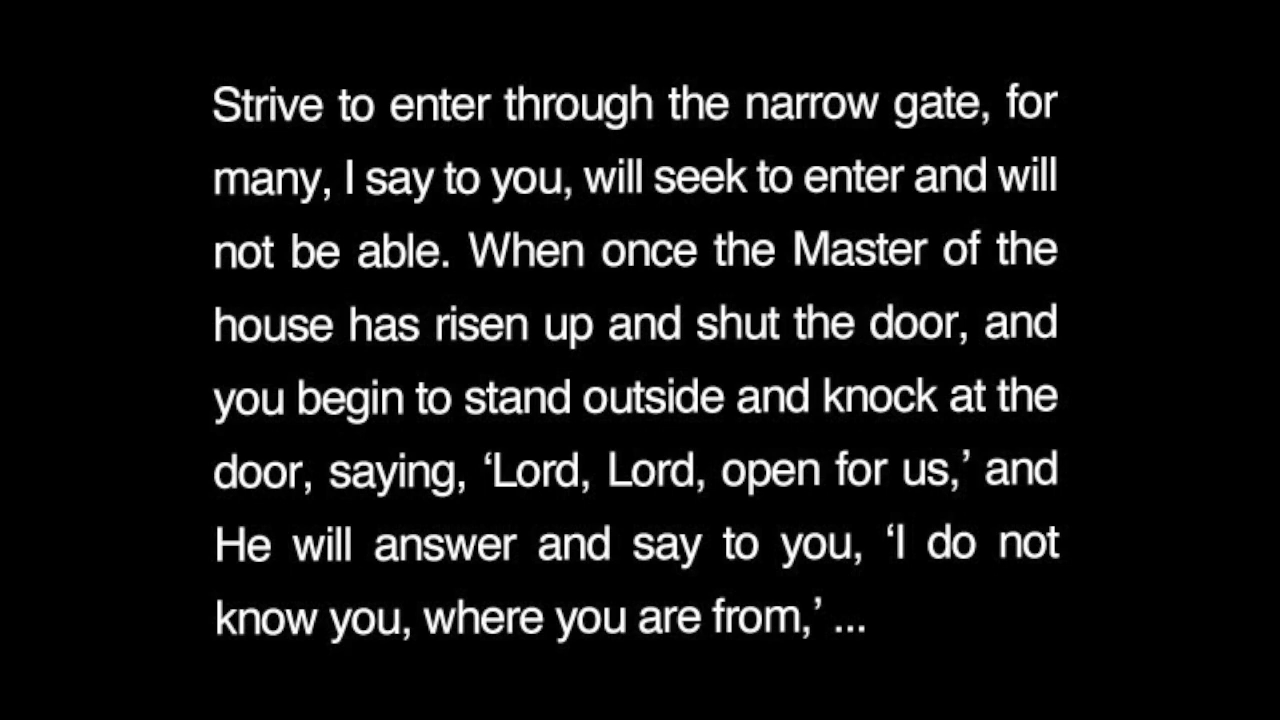 Strive to enter through the narrow gate, for
many, I say to you, will seek to enter and will
not be able. When once the Master of the
house has risen up and shut the door, and
you begin to stand outside and knock at the
door, saying, ‘Lord, Lord, open for us,’ and
He will answer and say to you, ‘I do not
know you, where you are from,’ ...